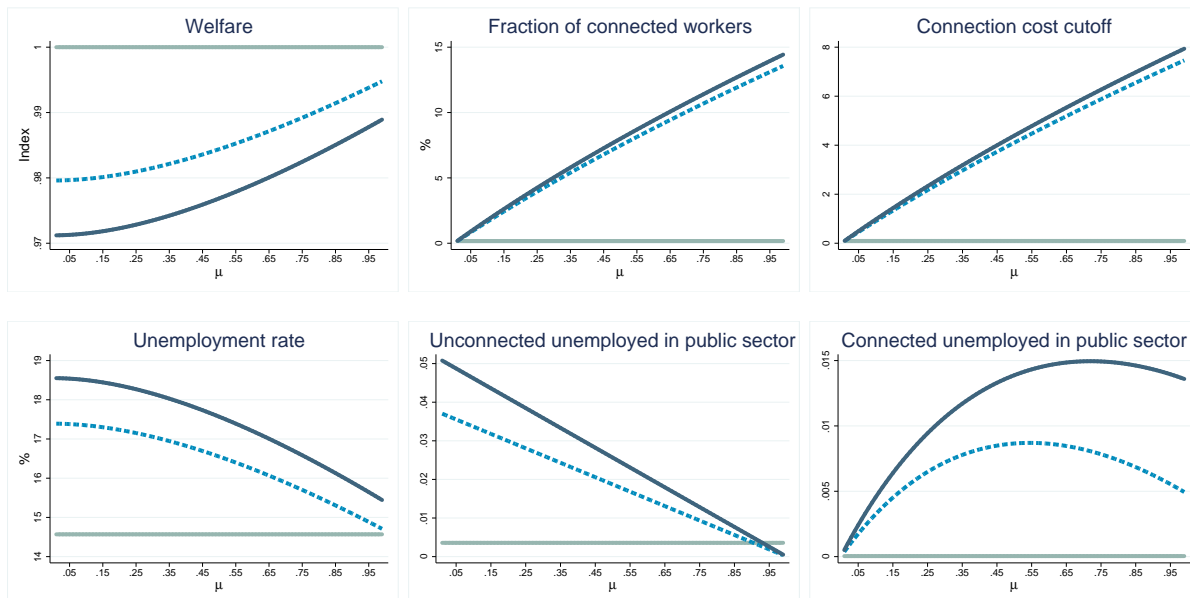 Welfare
Index
.97 .98 .99 1
.05 .15 .25 .35 .45 .55 .65 .75 .85 .95
μ
Fraction of connected workers
%
0 5 10 15
.05 .15 .25 .35 .45 .55 .65 .75 .85 .95
μ
Connection cost cutoff
0 2 4 6 8
.05 .15 .25 .35 .45 .55 .65 .75 .85 .95
μ
Unemployment rate
%
14 15 16 17 18 19
.05 .15 .25 .35 .45 .55 .65 .75 .85 .95
μ
Unconnected unemployed in public sector
0 .01 .02 .03 .04 .05
.05 .15 .25 .35 .45 .55 .65 .75 .85 .95
μ
Connected unemployed in public sector
0 .005 .01 .015
.05 .15 .25 .35 .45 .55 .65 .75 .85 .95
μ